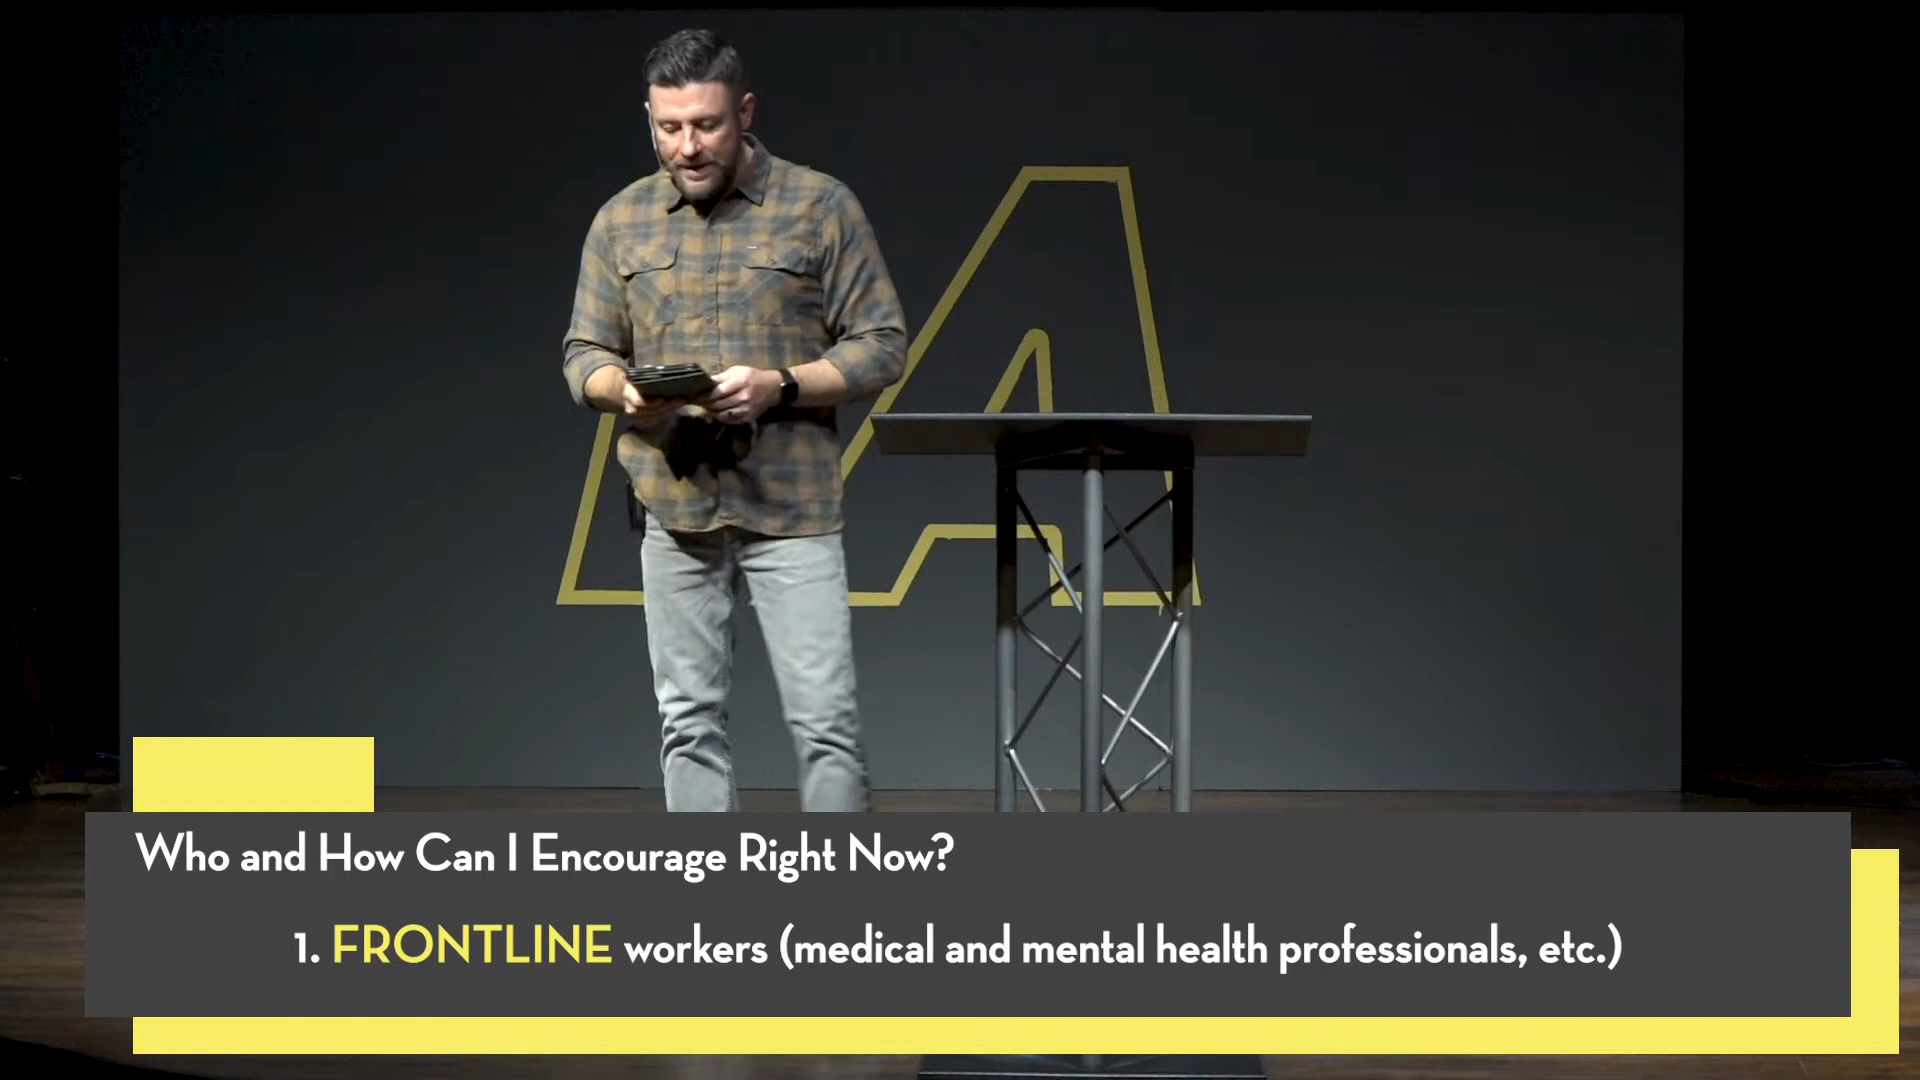 A
Who and How Can I Encourage Right Now?
1. FRONTLINE workers (medical and mental health professionals, etc.)